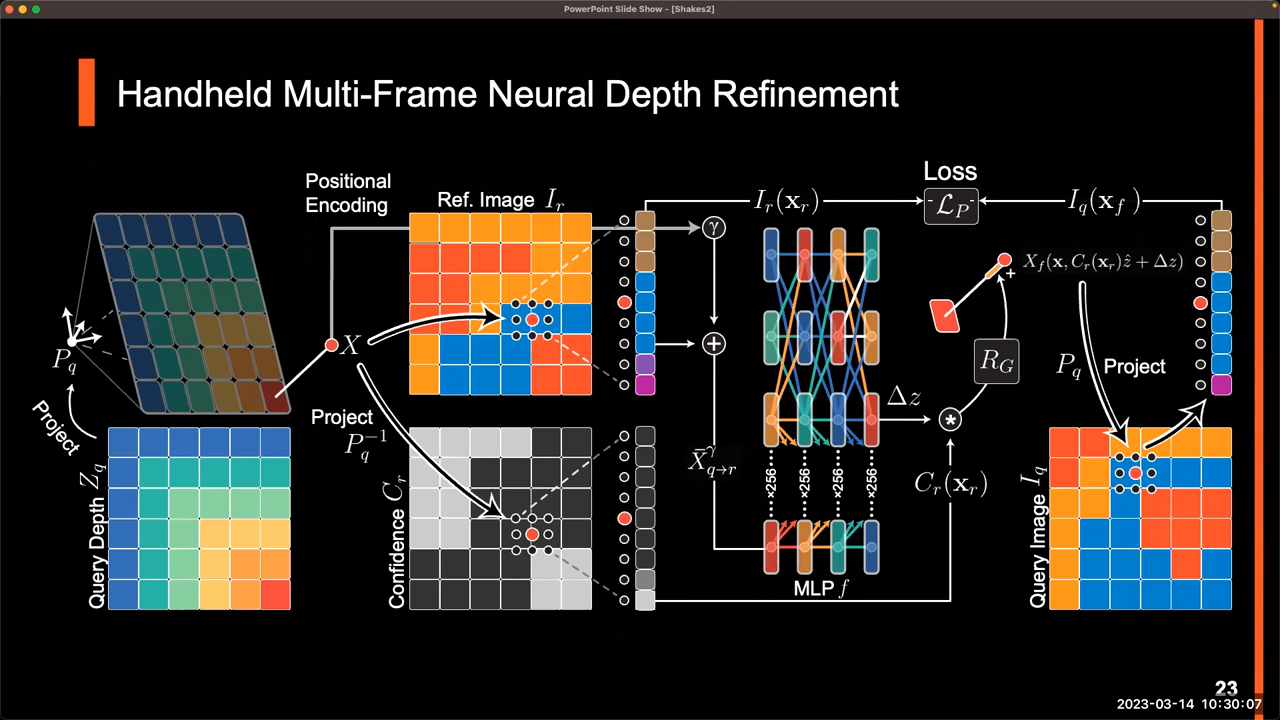 PowerPoint Slide Show - [Shakes2]
Handheld Multi-Frame Neural Depth Refinement
Positional
Encoding
Ref. Image I_r
I_r(x_r)
Loss
L_P
I_q(x_f)
γ
X_f(x, C_r(x_r)ẑ + Δz)
+
P_q
X
+
R_G
P_q
Project
Project
Project
P_q^{-1}
Δz
*
X̄^γ_{q→r}
C_r(x_r)
Query Depth Z_q
Confidence C_r
×256
×256
×256
×256
Query Image I_q
MLP f
23
2023-03-14 10:30:07